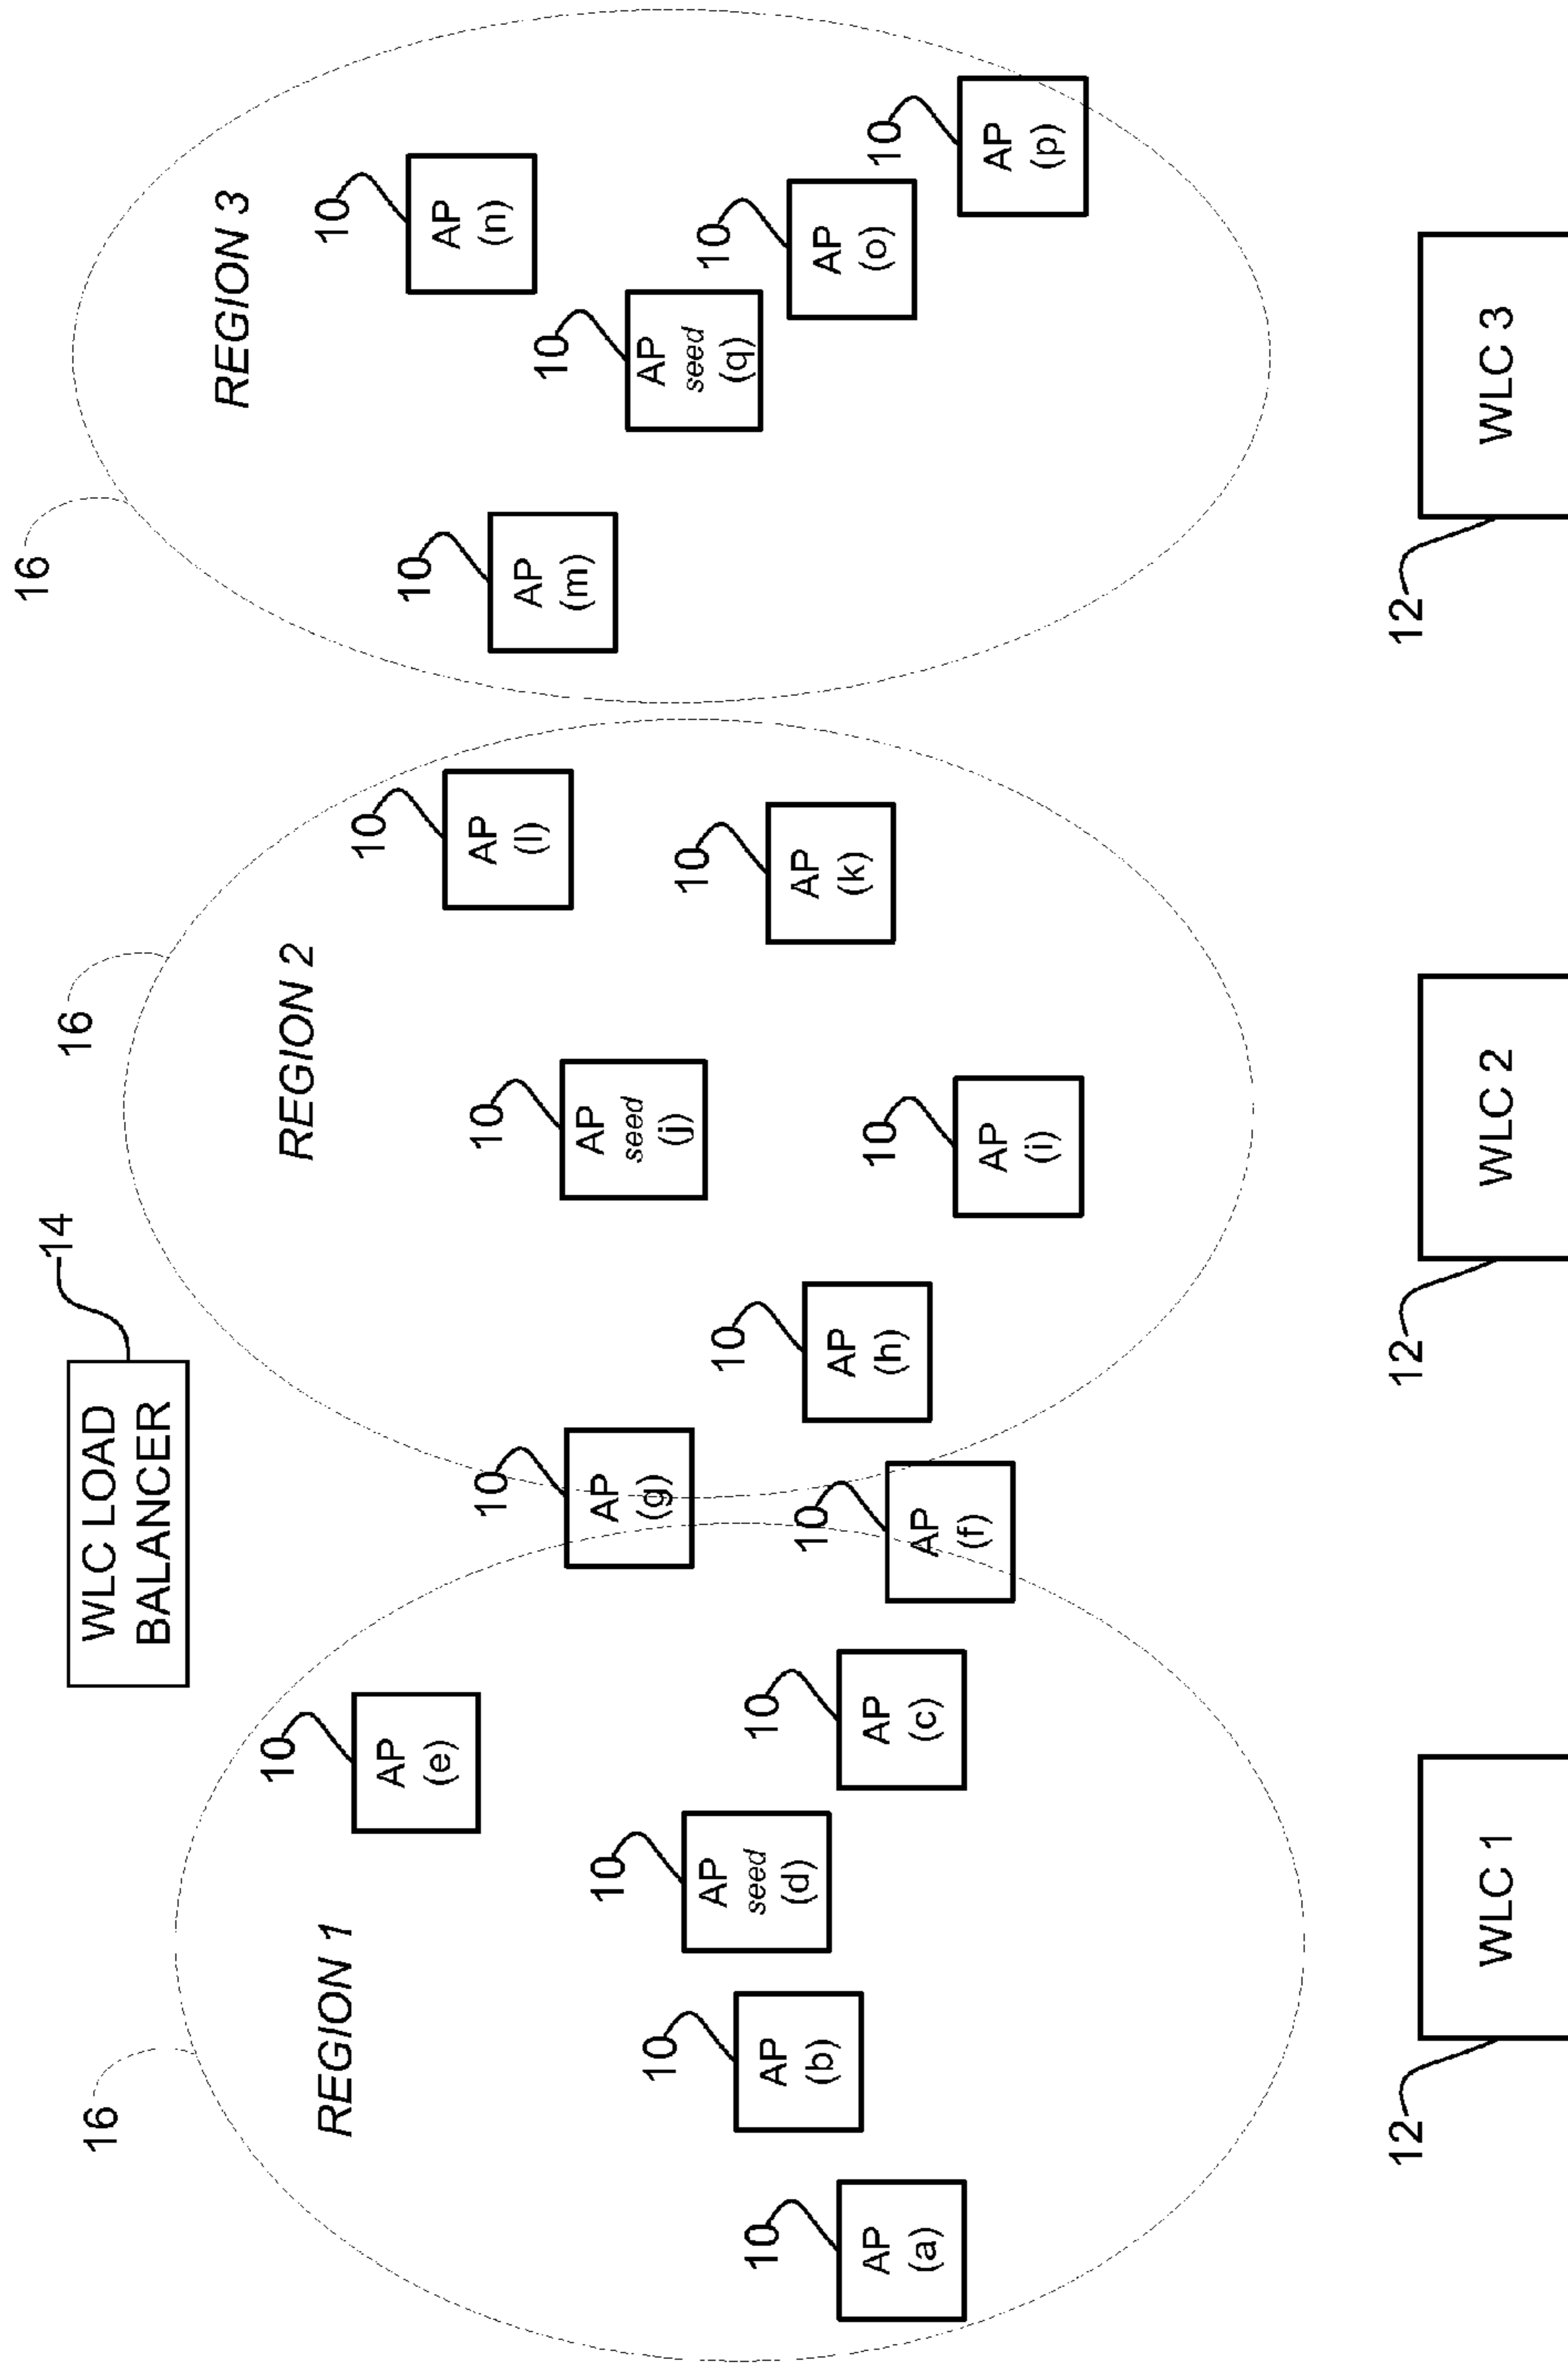 WLC LOAD
BALANCER
14
16
16
16
REGION 1
REGION 2
REGION 3
10
AP
(a)
10
AP
(b)
10
AP
seed
(d)
10
AP
(c)
10
AP
(e)
10
AP
(f)
10
AP
(g)
10
AP
(h)
10
AP
(i)
10
AP
seed
(j)
10
AP
(k)
10
AP
(l)
10
AP
(m)
10
AP
seed
(q)
10
AP
(n)
10
AP
(o)
10
AP
(p)
12
WLC 1
12
WLC 2
12
WLC 3